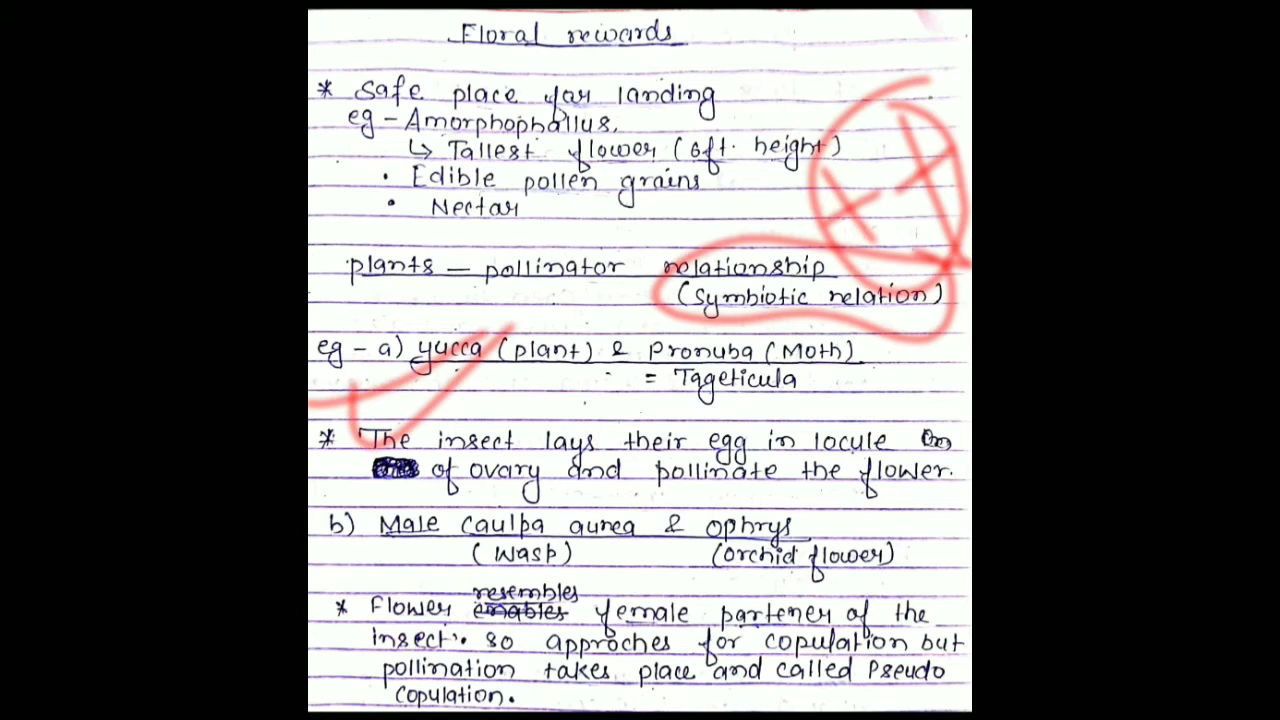 Floral rewards
* Safe place for landing
eg - Amorphophallus,
↳ Tallest flower (6ft. height)
• Edible pollen grains
• Nectar
plants - pollinator relationship
(Symbiotic relation)
eg - a) yucca (plant) & Pronuba (Moth)
= Tageticula
* The insect lays their egg in locule
of ovary and pollinate the flower.
b) Male caulpa aurea & ophrys
(Wasp) (orchid flower)
resembles
* Flower enables female partener of the
insect. so approches for copulation but
pollination takes place and called Pseudo
copulation.